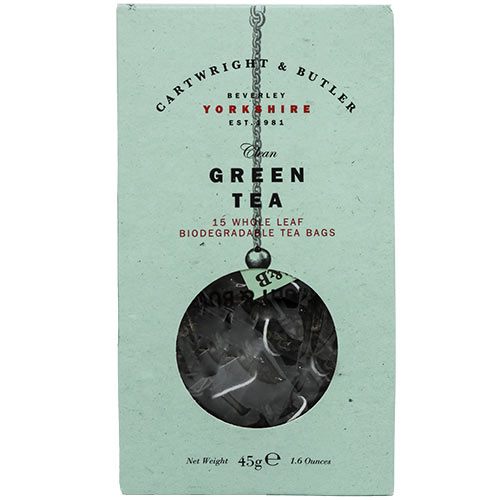 CARTWRIGHT & BUTLER
BEVERLEY
YORKSHIRE
EST. 1981
Clean
GREEN
TEA
15 WHOLE LEAF
BIODEGRADABLE TEA BAGS
&B
& BU
Net Weight 45g ℮ 1.6 Ounces